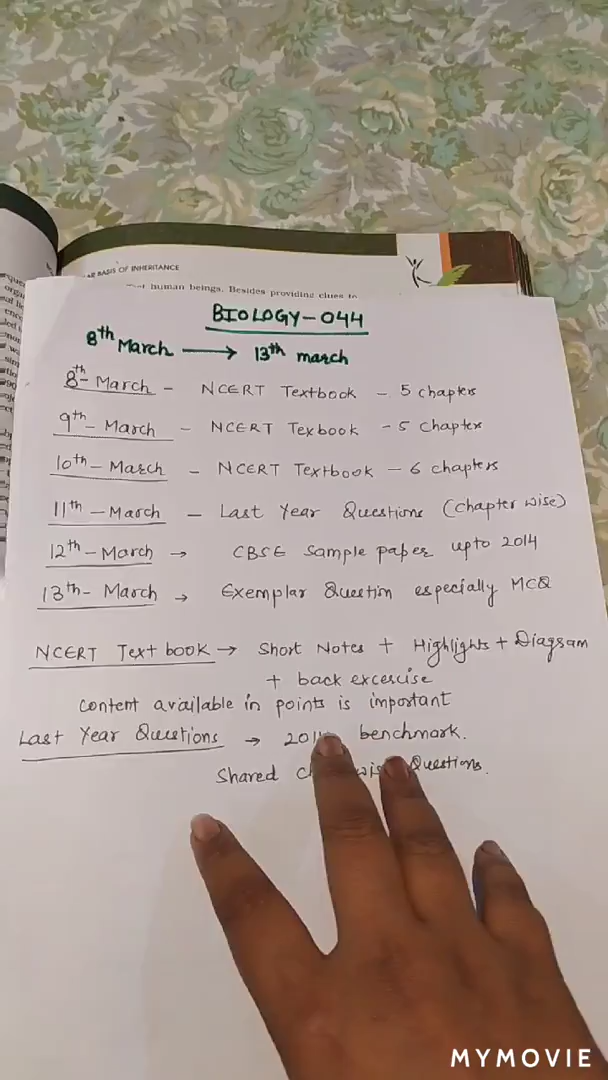 AR BASIS OF INHERITANCE
human beings. Besides providing clues to
BIOLOGY-044
8th March → 13th march
8th March - NCERT Textbook - 5 chapters
9th - March - NCERT Texbook - 5 Chapters
10th - March - NCERT Textbook - 6 chapters
11th - March - Last Year Questions (chapter wise)
12th - March → CBSE sample paper upto 2014
13th - March → Exemplar Question especially MCQ
NCERT Text book → Short Notes + Highlights + Diagram
+ back excercise
Content available in points is important
Last Year Questions → benchmark.
Shared Questions.
MYMOVIE